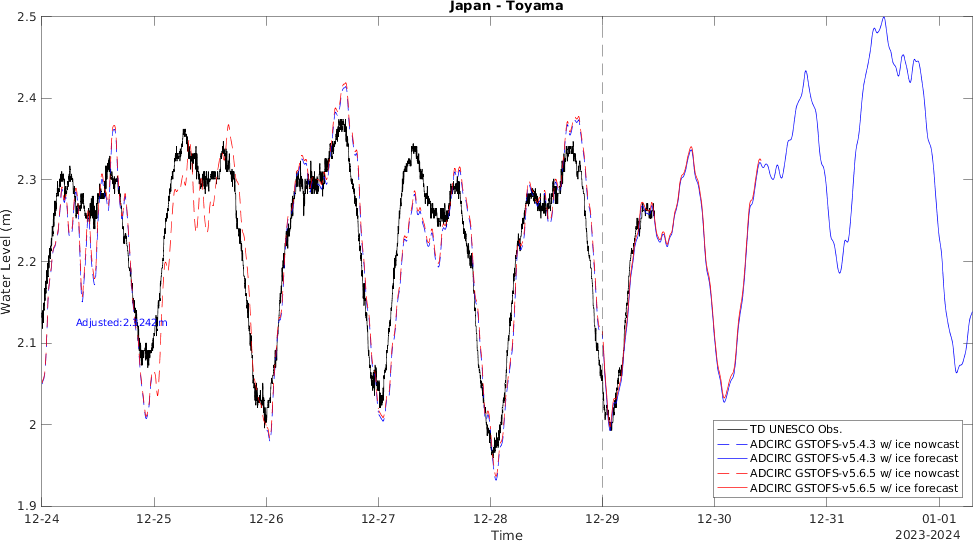 Japan - Toyama
Water Level (m)
2.5
2.4
2.3
2.2
2.1
2
1.9
TD UNESCO Obs.
ADCIRC GSTOFS-v5.4.3 w/ ice nowcast
ADCIRC GSTOFS-v5.4.3 w/ ice forecast
ADCIRC GSTOFS-v5.6.5 w/ ice nowcast
ADCIRC GSTOFS-v5.6.5 w/ ice forecast
12-24 12-25 12-26 12-27 12-28 12-29 12-30 12-31 01-01
Time
2023-2024